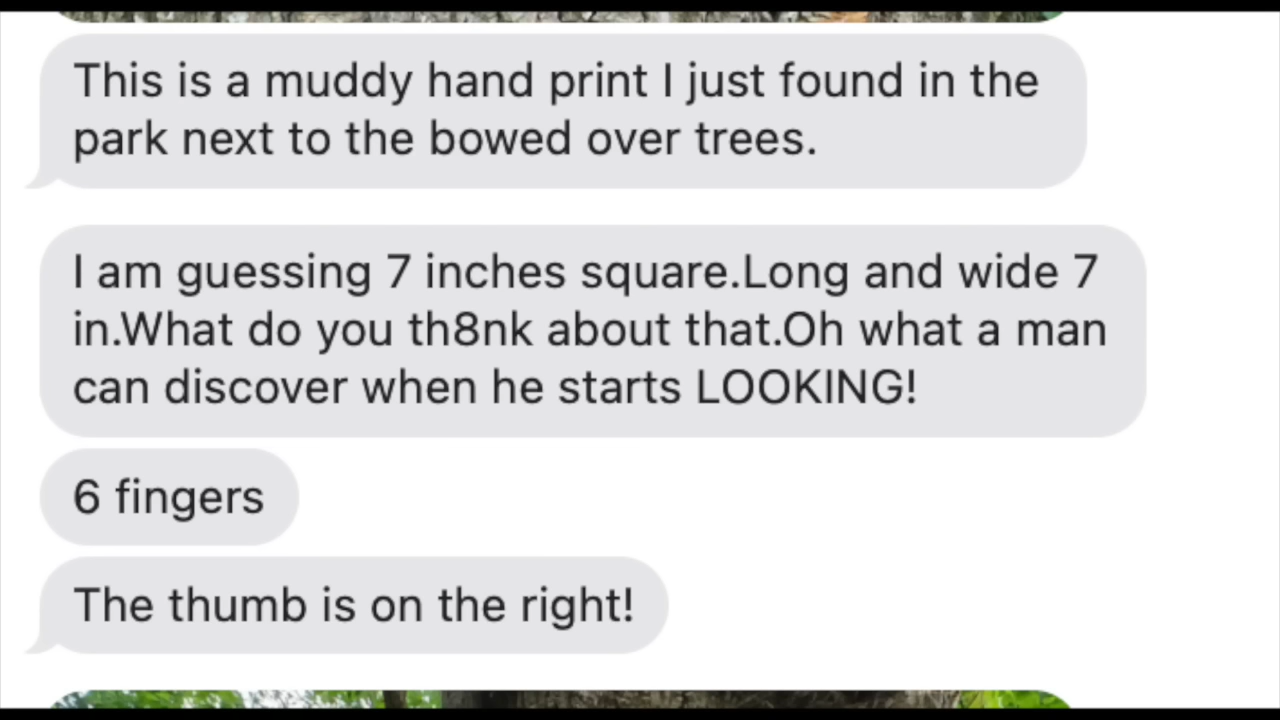 This is a muddy hand print I just found in the
park next to the bowed over trees.
I am guessing 7 inches square.Long and wide 7
in.What do you th8nk about that.Oh what a man
can discover when he starts LOOKING!
6 fingers
The thumb is on the right!